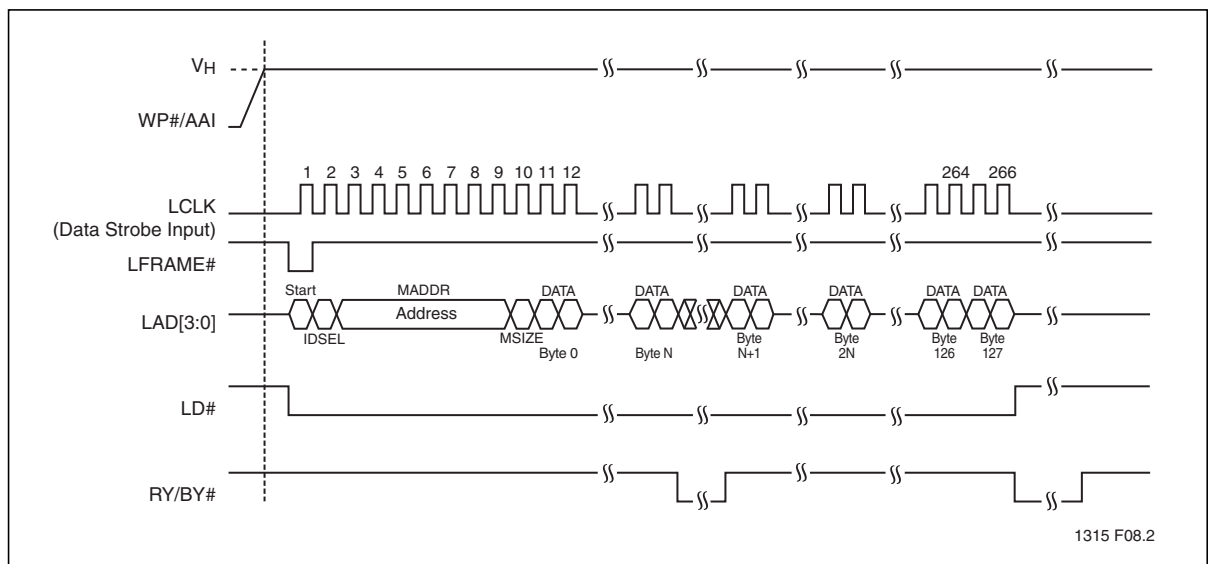 VH
WP#/AAI
1 2 3 4 5 6 7 8 9 10 11 12 264 266
LCLK
(Data Strobe Input)
LFRAME#
Start MADDR DATA DATA DATA DATA DATA DATA
LAD[3:0] Address
IDSEL MSIZE Byte 0 Byte N Byte N+1 Byte 2N Byte 126 Byte 127
LD#
RY/BY#
1315 F08.2